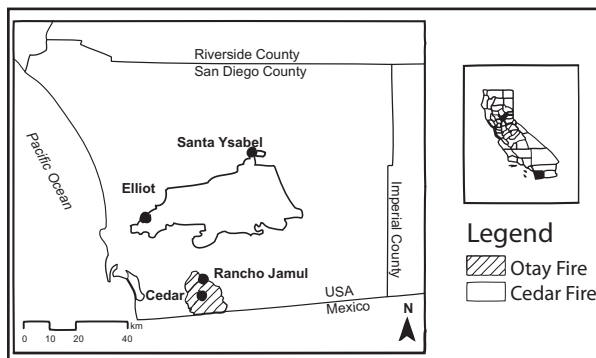 Riverside County
San Diego County
Pacific Ocean
Santa Ysabel
Elliot
Imperial County
Rancho Jamul
Cedar
USA
Mexico
N
km
0 10 20 40
Legend
Otay Fire
Cedar Fire